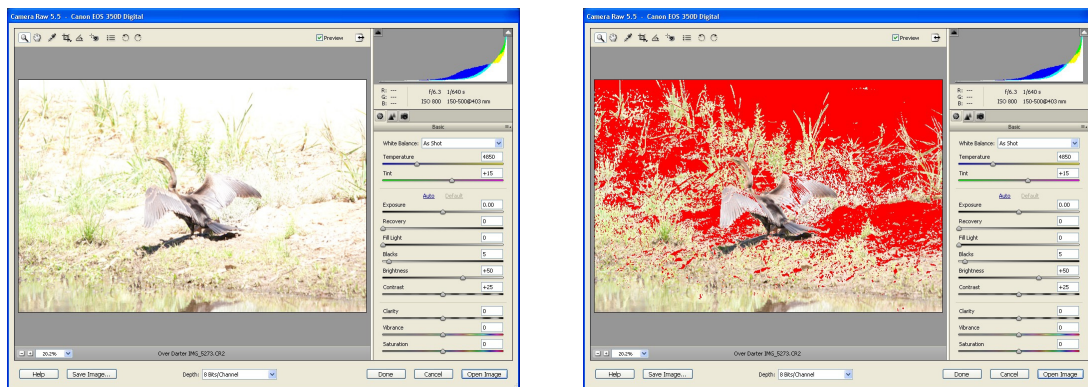 Camera Raw 5.5 - Canon EOS 350D Digital
Preview
R: --- f/6.3 1/640 s
G: ---
B: --- ISO 800 150-500@403 mm
Basic
White Balance: As Shot
Temperature 4650
Tint +15
Auto Default
Exposure 0.00
Recovery 0
Fill Light 0
Blacks 5
Brightness +50
Contrast +25
Clarity 0
Vibrance 0
Saturation 0
20.2% Over Darter IMG_5273.CR2
Help Save Image... Depth: 8 Bits/Channel Done Cancel Open Image
Camera Raw 5.5 - Canon EOS 350D Digital
Preview
R: --- f/6.3 1/640 s
G: ---
B: --- ISO 800 150-500@403 mm
Basic
White Balance: As Shot
Temperature 4650
Tint +15
Auto Default
Exposure 0.00
Recovery 0
Fill Light 0
Blacks 5
Brightness +50
Contrast +25
Clarity 0
Vibrance 0
Saturation 0
20.2% Over Darter IMG_5273.CR2
Help Save Image... Depth: 8 Bits/Channel Done Cancel Open Image